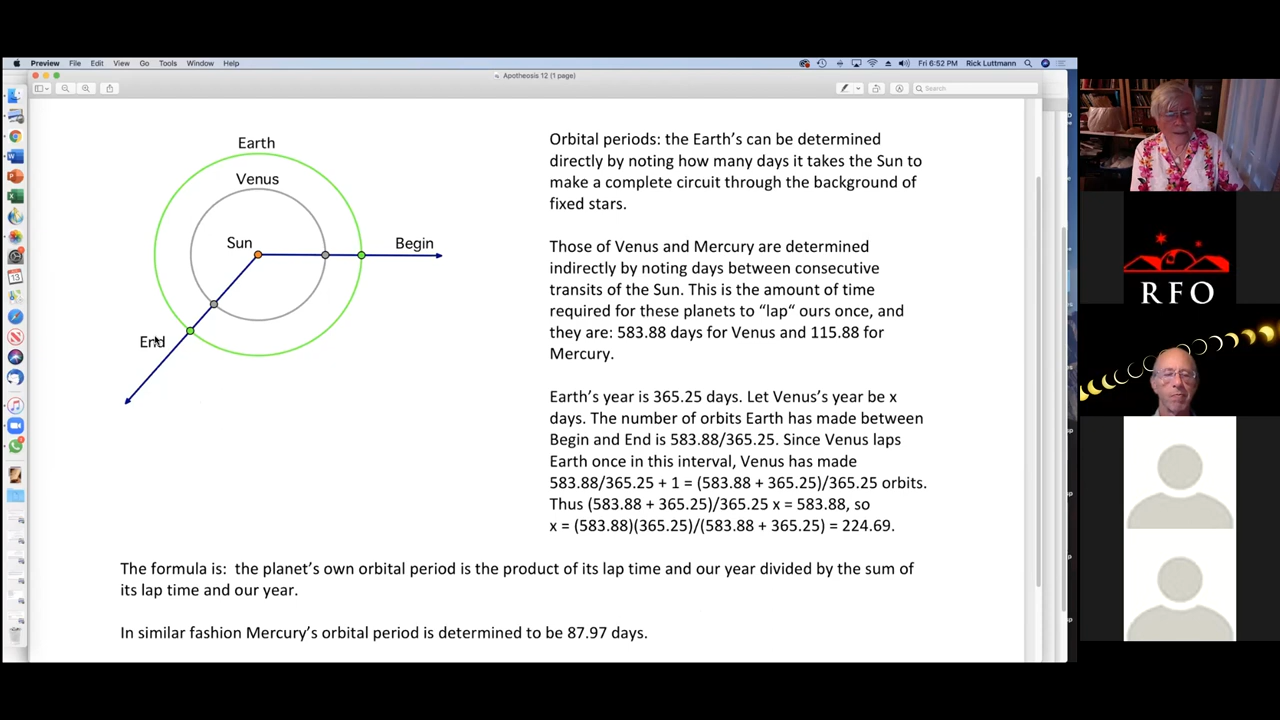 Preview File Edit View Go Tools Window Help
Fri 6:52 PM Rick Luttmann
Apotheosis 12 (1 page)
Search
Earth
Venus
Sun
Begin
End
Orbital periods: the Earth’s can be determined
directly by noting how many days it takes the Sun to
make a complete circuit through the background of
fixed stars.
Those of Venus and Mercury are determined
indirectly by noting days between consecutive
transits of the Sun. This is the amount of time
required for these planets to “lap“ ours once, and
they are: 583.88 days for Venus and 115.88 for
Mercury.
Earth’s year is 365.25 days. Let Venus’s year be x
days. The number of orbits Earth has made between
Begin and End is 583.88/365.25. Since Venus laps
Earth once in this interval, Venus has made
583.88/365.25 + 1 = (583.88 + 365.25)/365.25 orbits.
Thus (583.88 + 365.25)/365.25 x = 583.88, so
x = (583.88)(365.25)/(583.88 + 365.25) = 224.69.
The formula is:  the planet’s own orbital period is the product of its lap time and our year divided by the sum of
its lap time and our year.
In similar fashion Mercury’s orbital period is determined to be 87.97 days.
RFO